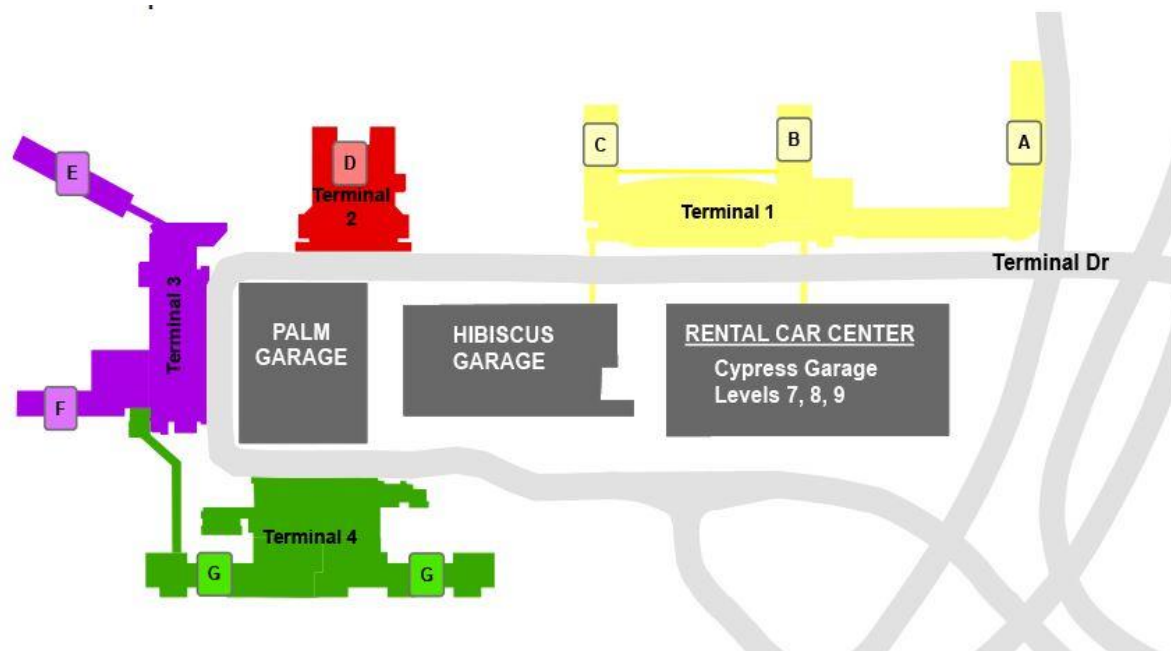 C
B
A
D
E
Terminal
2
Terminal 1
Terminal Dr
Terminal 3
PALM
GARAGE
HIBISCUS
GARAGE
RENTAL CAR CENTER
Cypress Garage
Levels 7, 8, 9
F
Terminal 4
G
G